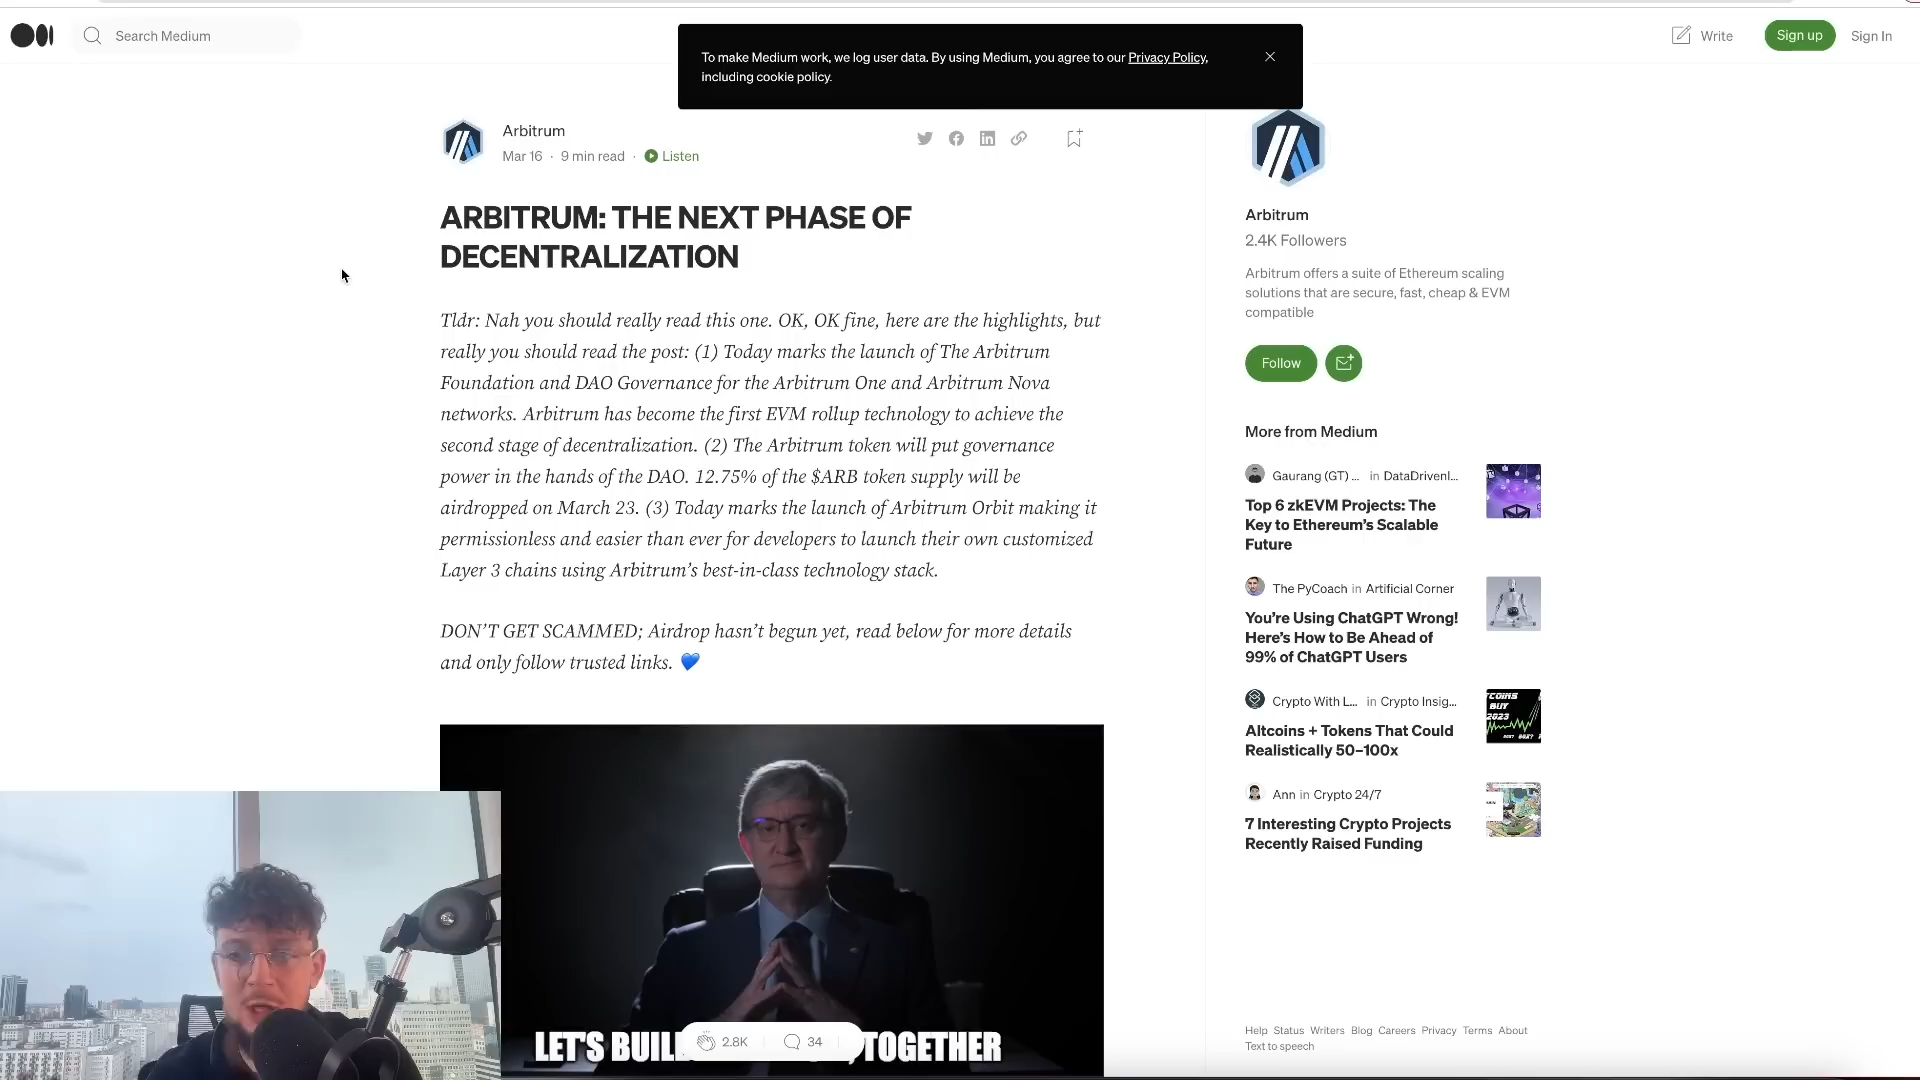 Search Medium
To make Medium work, we log user data. By using Medium, you agree to our Privacy Policy,
including cookie policy.
Write
Sign up
Sign In
Arbitrum
Mar 16 · 9 min read · Listen
ARBITRUM: THE NEXT PHASE OF
DECENTRALIZATION
Tldr: Nah you should really read this one. OK, OK fine, here are the highlights, but
really you should read the post: (1) Today marks the launch of The Arbitrum
Foundation and DAO Governance for the Arbitrum One and Arbitrum Nova
networks. Arbitrum has become the first EVM rollup technology to achieve the
second stage of decentralization. (2) The Arbitrum token will put governance
power in the hands of the DAO. 12.75% of the $ARB token supply will be
airdropped on March 23. (3) Today marks the launch of Arbitrum Orbit making it
permissionless and easier than ever for developers to launch their own customized
Layer 3 chains using Arbitrum’s best-in-class technology stack.
DON’T GET SCAMMED; Airdrop hasn’t begun yet, read below for more details
and only follow trusted links. 💙
LET'S BUIL
TOGETHER
2.8K
34
Arbitrum
2.4K Followers
Arbitrum offers a suite of Ethereum scaling
solutions that are secure, fast, cheap & EVM
compatible
Follow
More from Medium
Gaurang (GT) ... in DataDrivenI...
Top 6 zkEVM Projects: The
Key to Ethereum’s Scalable
Future
The PyCoach in Artificial Corner
You’re Using ChatGPT Wrong!
Here’s How to Be Ahead of
99% of ChatGPT Users
Crypto With L... in Crypto Insig...
Altcoins + Tokens That Could
Realistically 50–100x
TCOINS
BUY
2023
Ann in Crypto 24/7
7 Interesting Crypto Projects
Recently Raised Funding
Help Status Writers Blog Careers Privacy Terms About
Text to speech